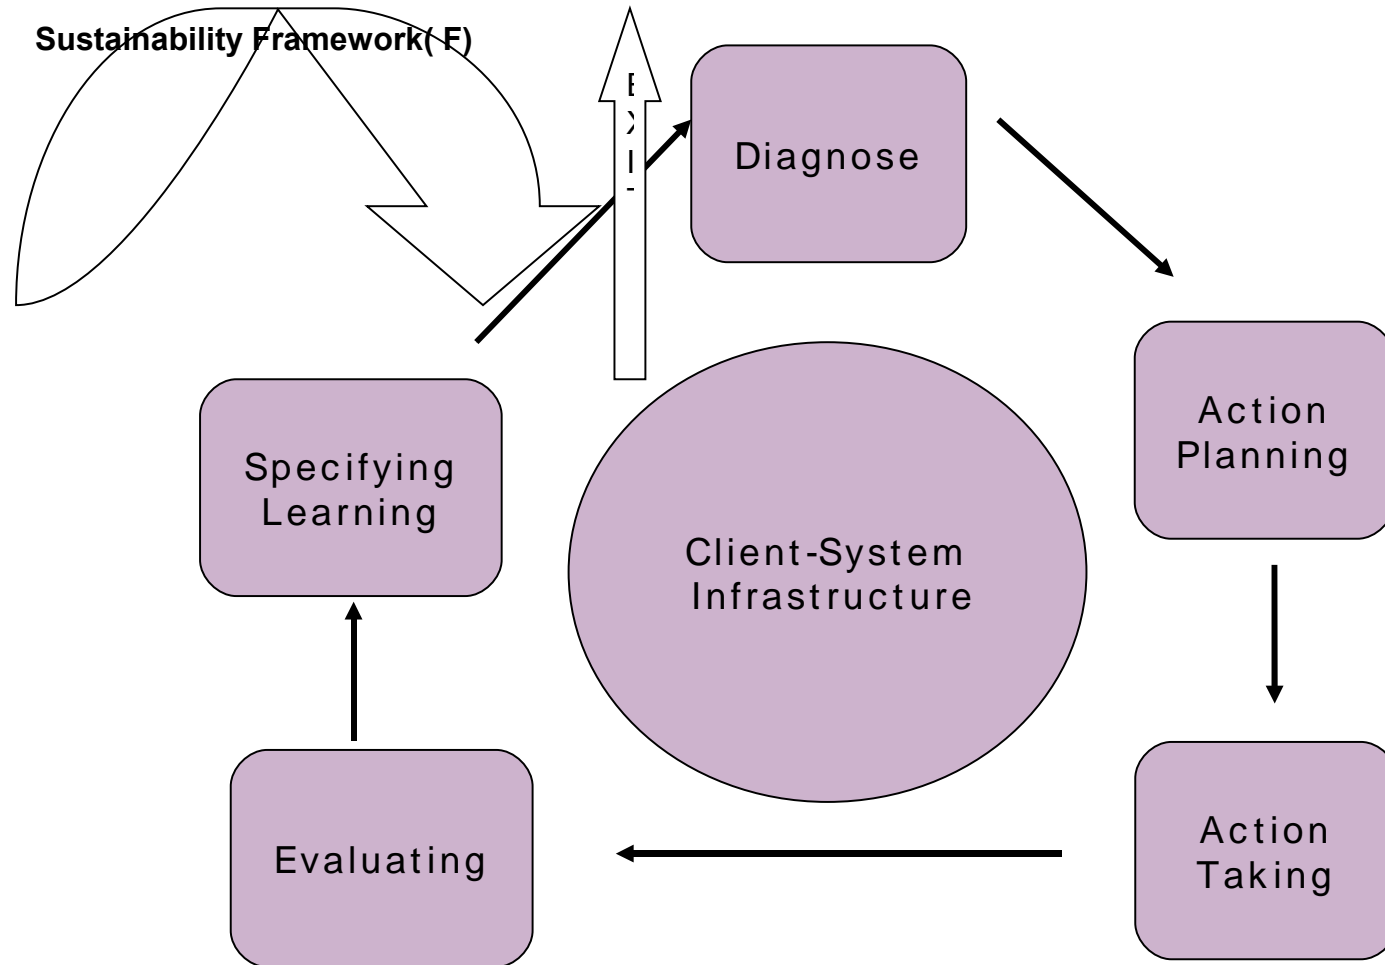 Sustainability Framework( F)
E
X
I
Diagnose
Action
Planning
Specifying
Learning
Client-System
Infrastructure
Action
Taking
Evaluating